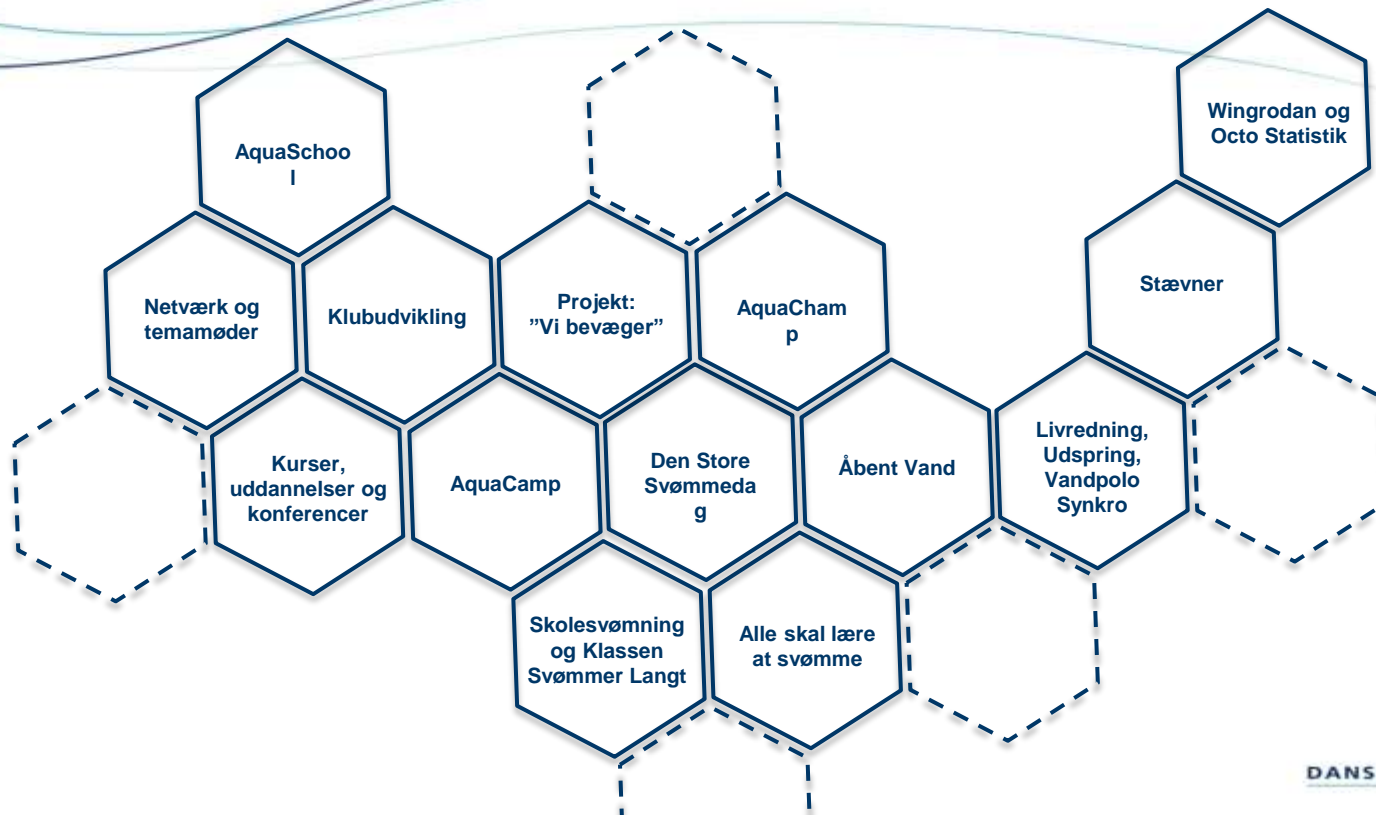 Wingrodan og
Octo Statistik
AquaSchoo
l
Stævner
Netværk og
temamøder
Klubudvikling
Projekt:
”Vi bevæger”
AquaCham
p
Kurser,
uddannelser og
konferencer
AquaCamp
Den Store
Svømmeda
g
Åbent Vand
Livredning,
Udspring,
Vandpolo
Synkro
Skolesvømning
og Klassen
Svømmer Langt
Alle skal lære
at svømme
DANS